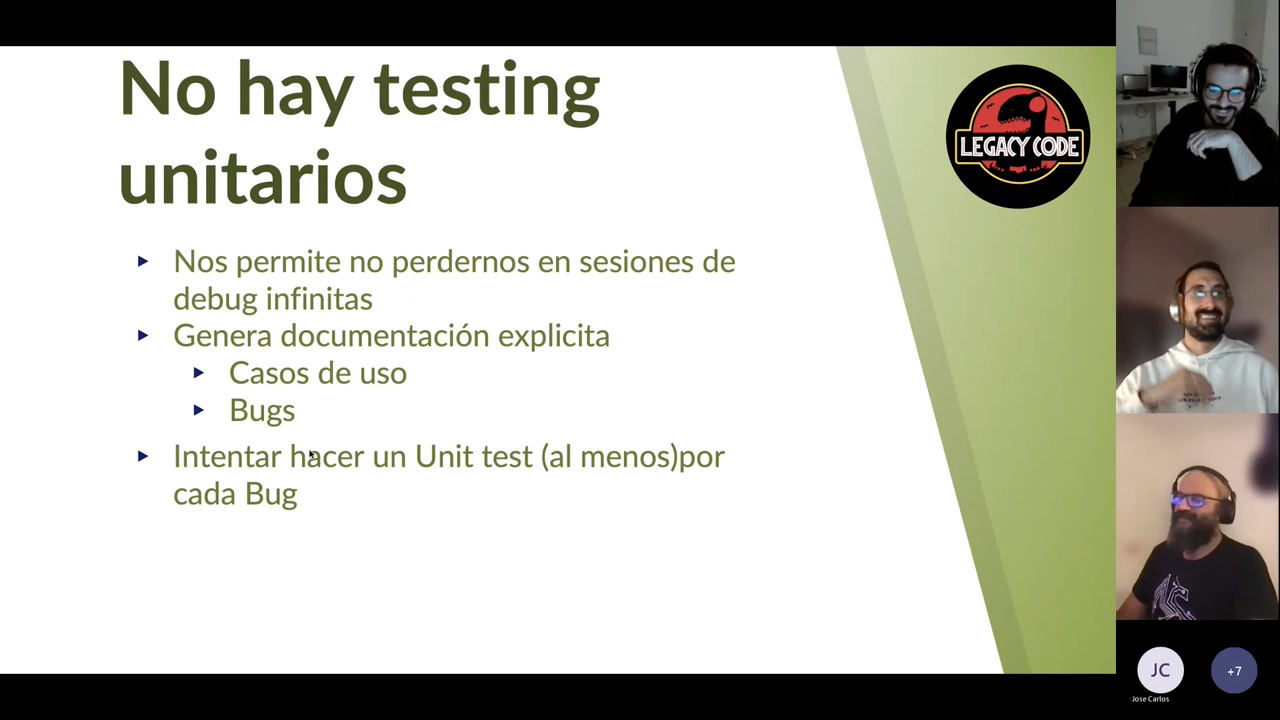 No hay testing
unitarios
LEGACY CODE
Nos permite no perdernos en sesiones de
debug infinitas
Genera documentación explicita
Casos de uso
Bugs
Intentar hacer un Unit test (al menos)por
cada Bug
JC
+7
Jose Carlos